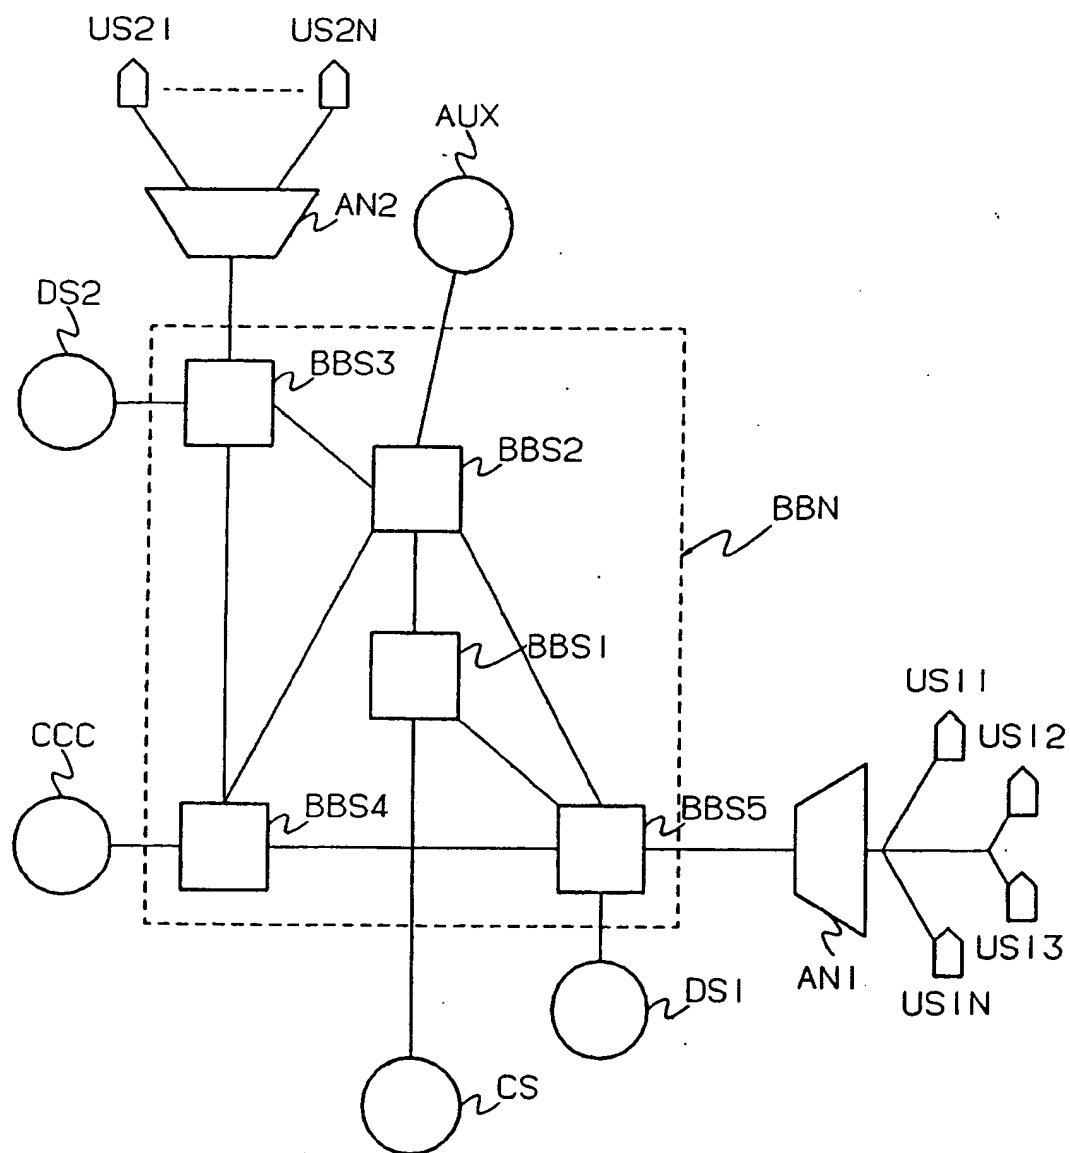 US21
US2N
AUX
AN2
DS2
BBS3
BBS2
BBN
BBS1
US11
US12
CCC
BBS4
BBS5
US13
AN1
US1N
DS1
CS